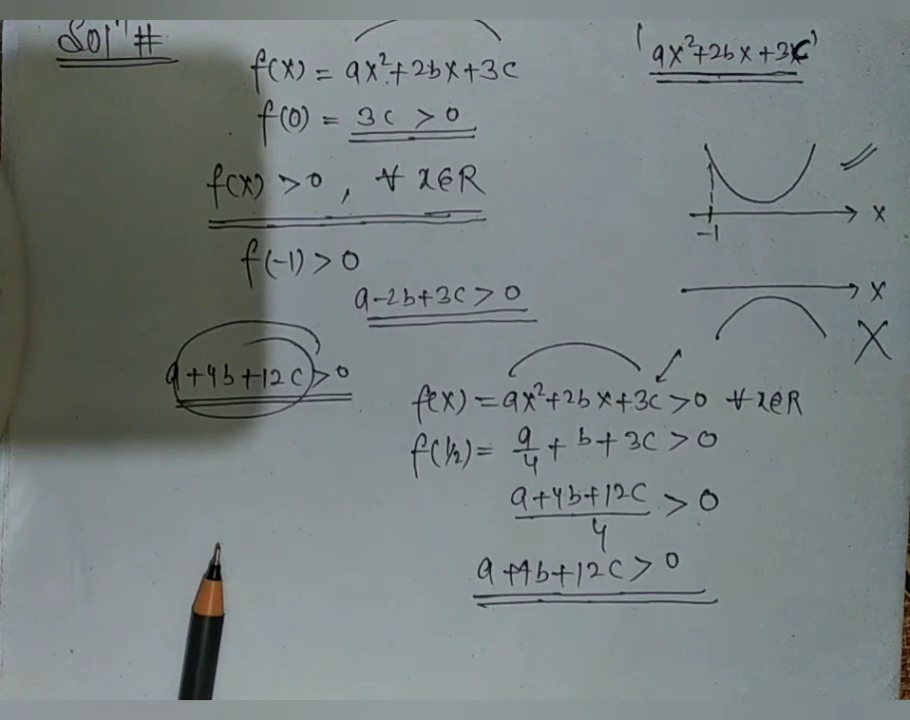 Solⁿ #
f(x) = ax²+2bx+3c
f(0) = 3c > 0
f(x) > 0 , ∀ x∈R
f(-1) > 0
a-2b+3c > 0
a+4b+12c > 0
ax²+2bx+3c
x
-1
x
X
f(x) = ax²+2bx+3c > 0 ∀ x∈R
f(1/2) = a/4 + b + 3c > 0
(a+4b+12c)/4 > 0
a+4b+12c > 0